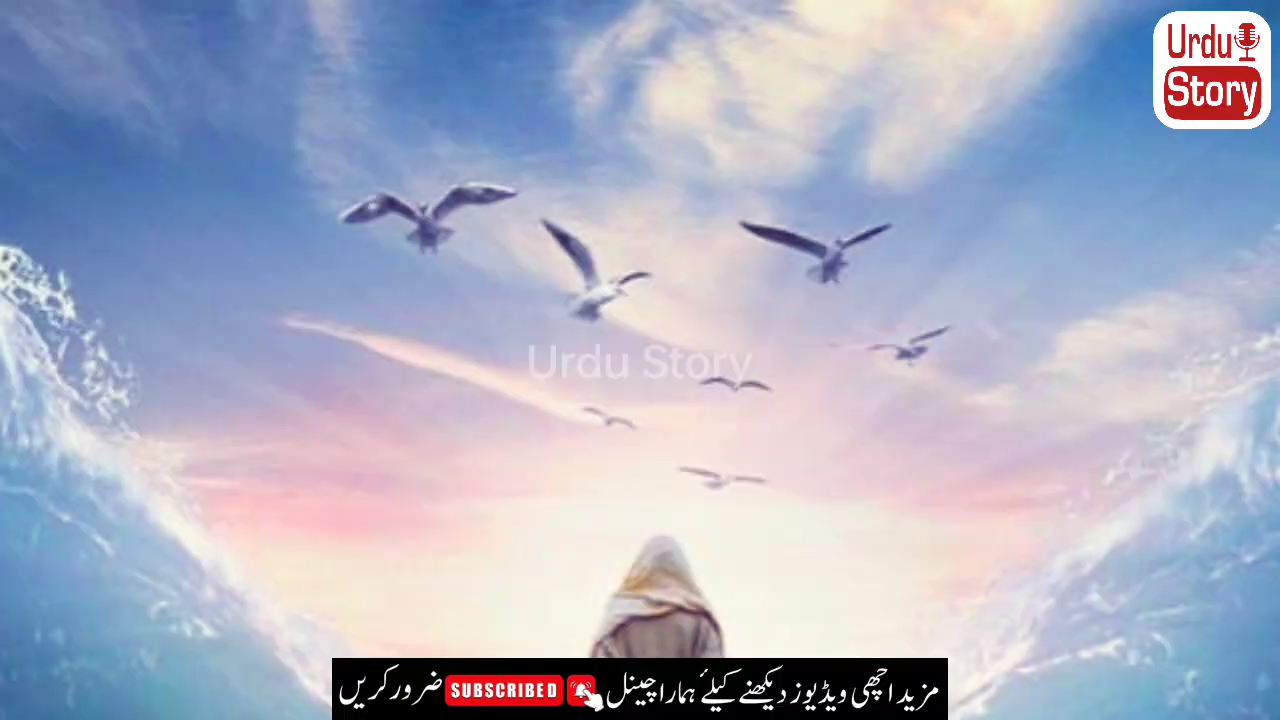 Urdu
Story
Urdu Story
مزید اچھی ویڈیوز دیکھنے کیلئے ہمارا چینل SUBSCRIBED ضرور کریں